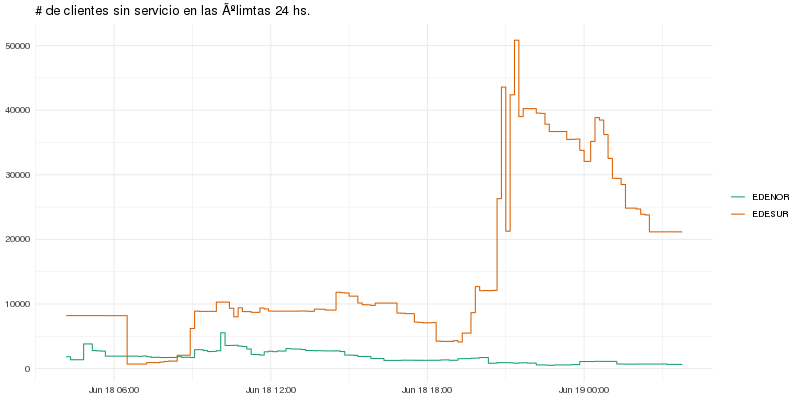 # de clientes sin servicio en las Ãºlimtas 24 hs.
50000
40000
30000
20000
10000
0
Jun 18 06:00
Jun 18 12:00
Jun 18 18:00
Jun 19 00:00
EDENOR
EDESUR